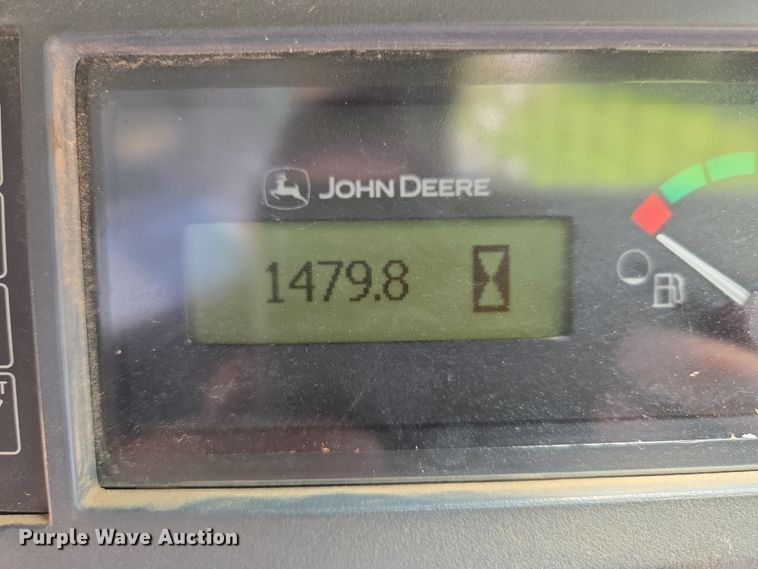 JOHN DEERE
1479.8
T
Purple Wave Auction